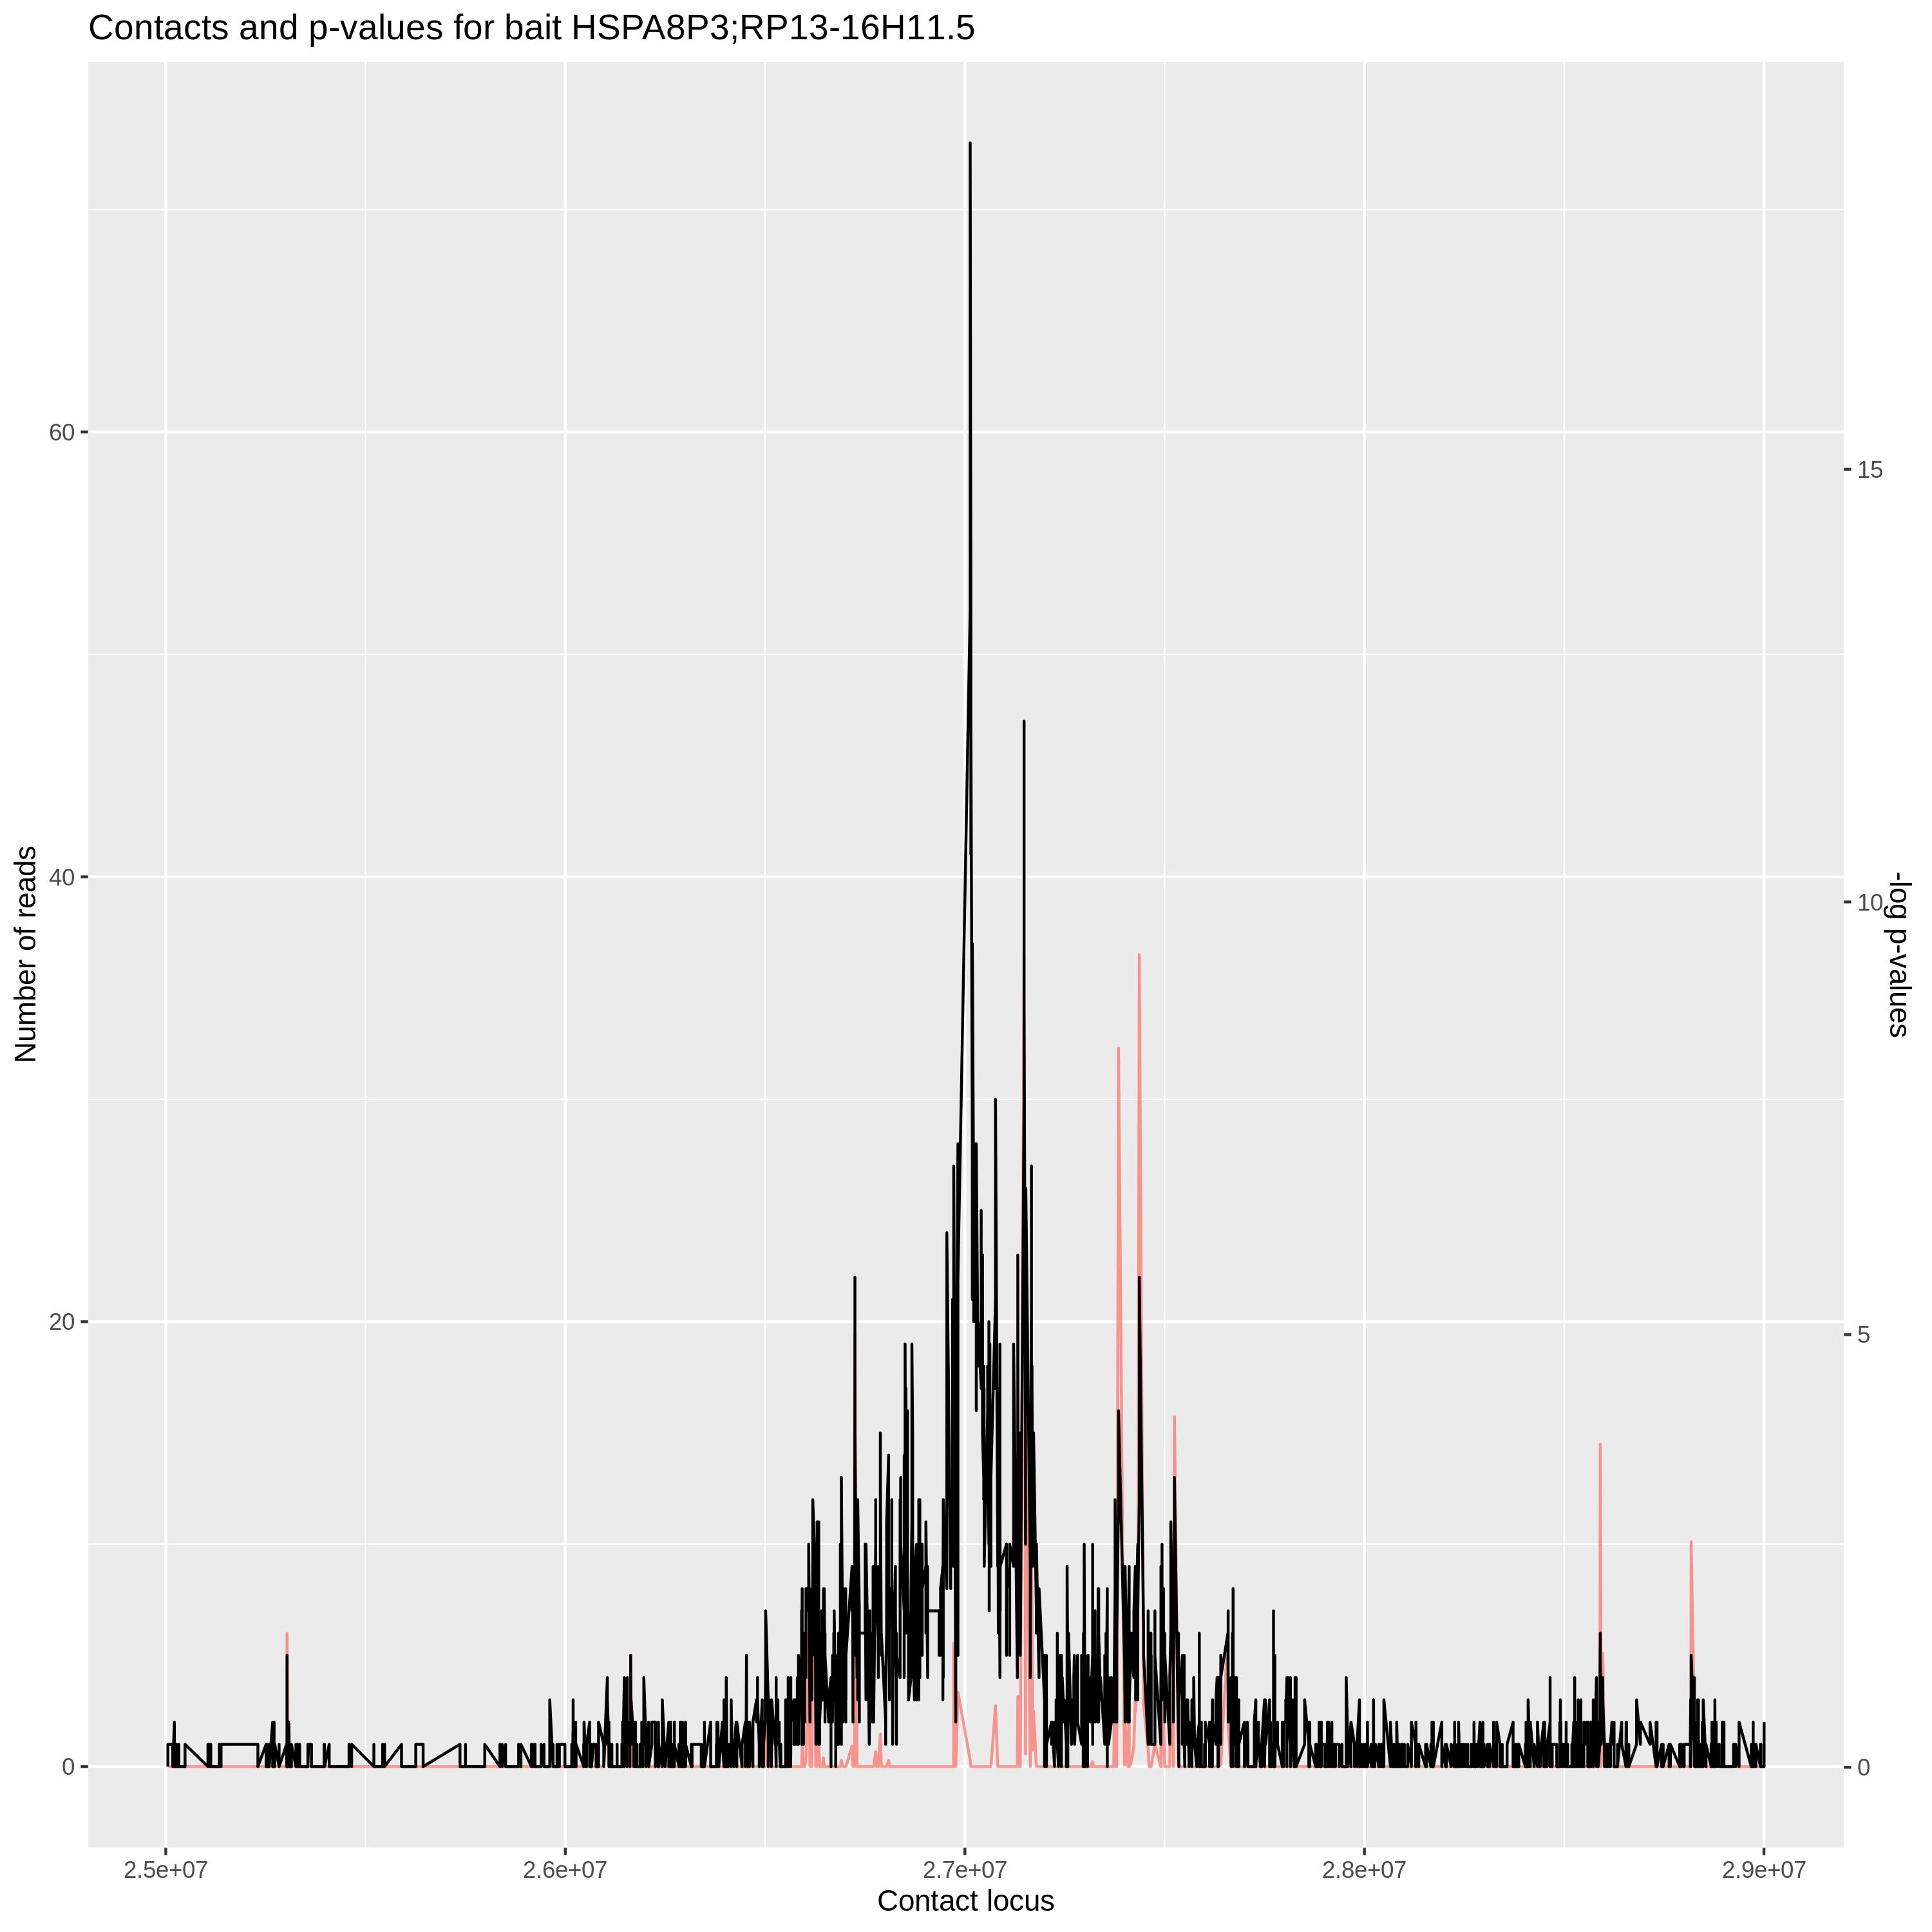 Contacts and p-values for bait HSPA8P3;RP13-16H11.5
Number of reads
60
40
20
0
15
10
5
0
-log p-values
2.5e+07
2.6e+07
2.7e+07
2.8e+07
2.9e+07
Contact locus